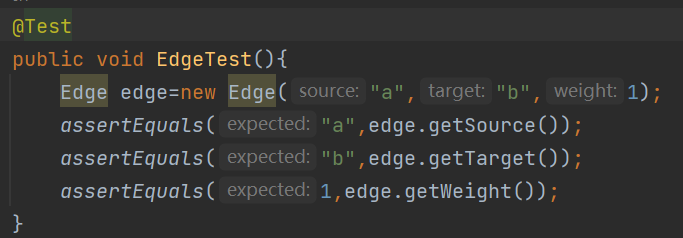 @Test
public void EdgeTest(){
    Edge edge=new Edge( source: "a", target: "b", weight: 1);
    assertEquals( expected: "a",edge.getSource());
    assertEquals( expected: "b",edge.getTarget());
    assertEquals( expected: 1,edge.getWeight());
}